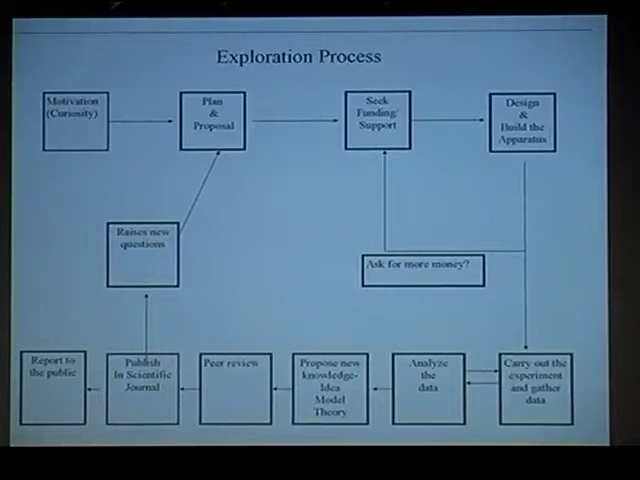 Exploration Process
Motivation
(Curiosity)
Plan
&
Proposal
Seek
Funding/
Support
Design
&
Build the
Apparatus
Raises new
questions
Ask for more money?
Report to
the public
Publish
In Scientific
Journal
Peer review
Propose new
knowledge-
Idea
Model
Theory
Analyze
the
data
Carry out the
experiment
and gather
data